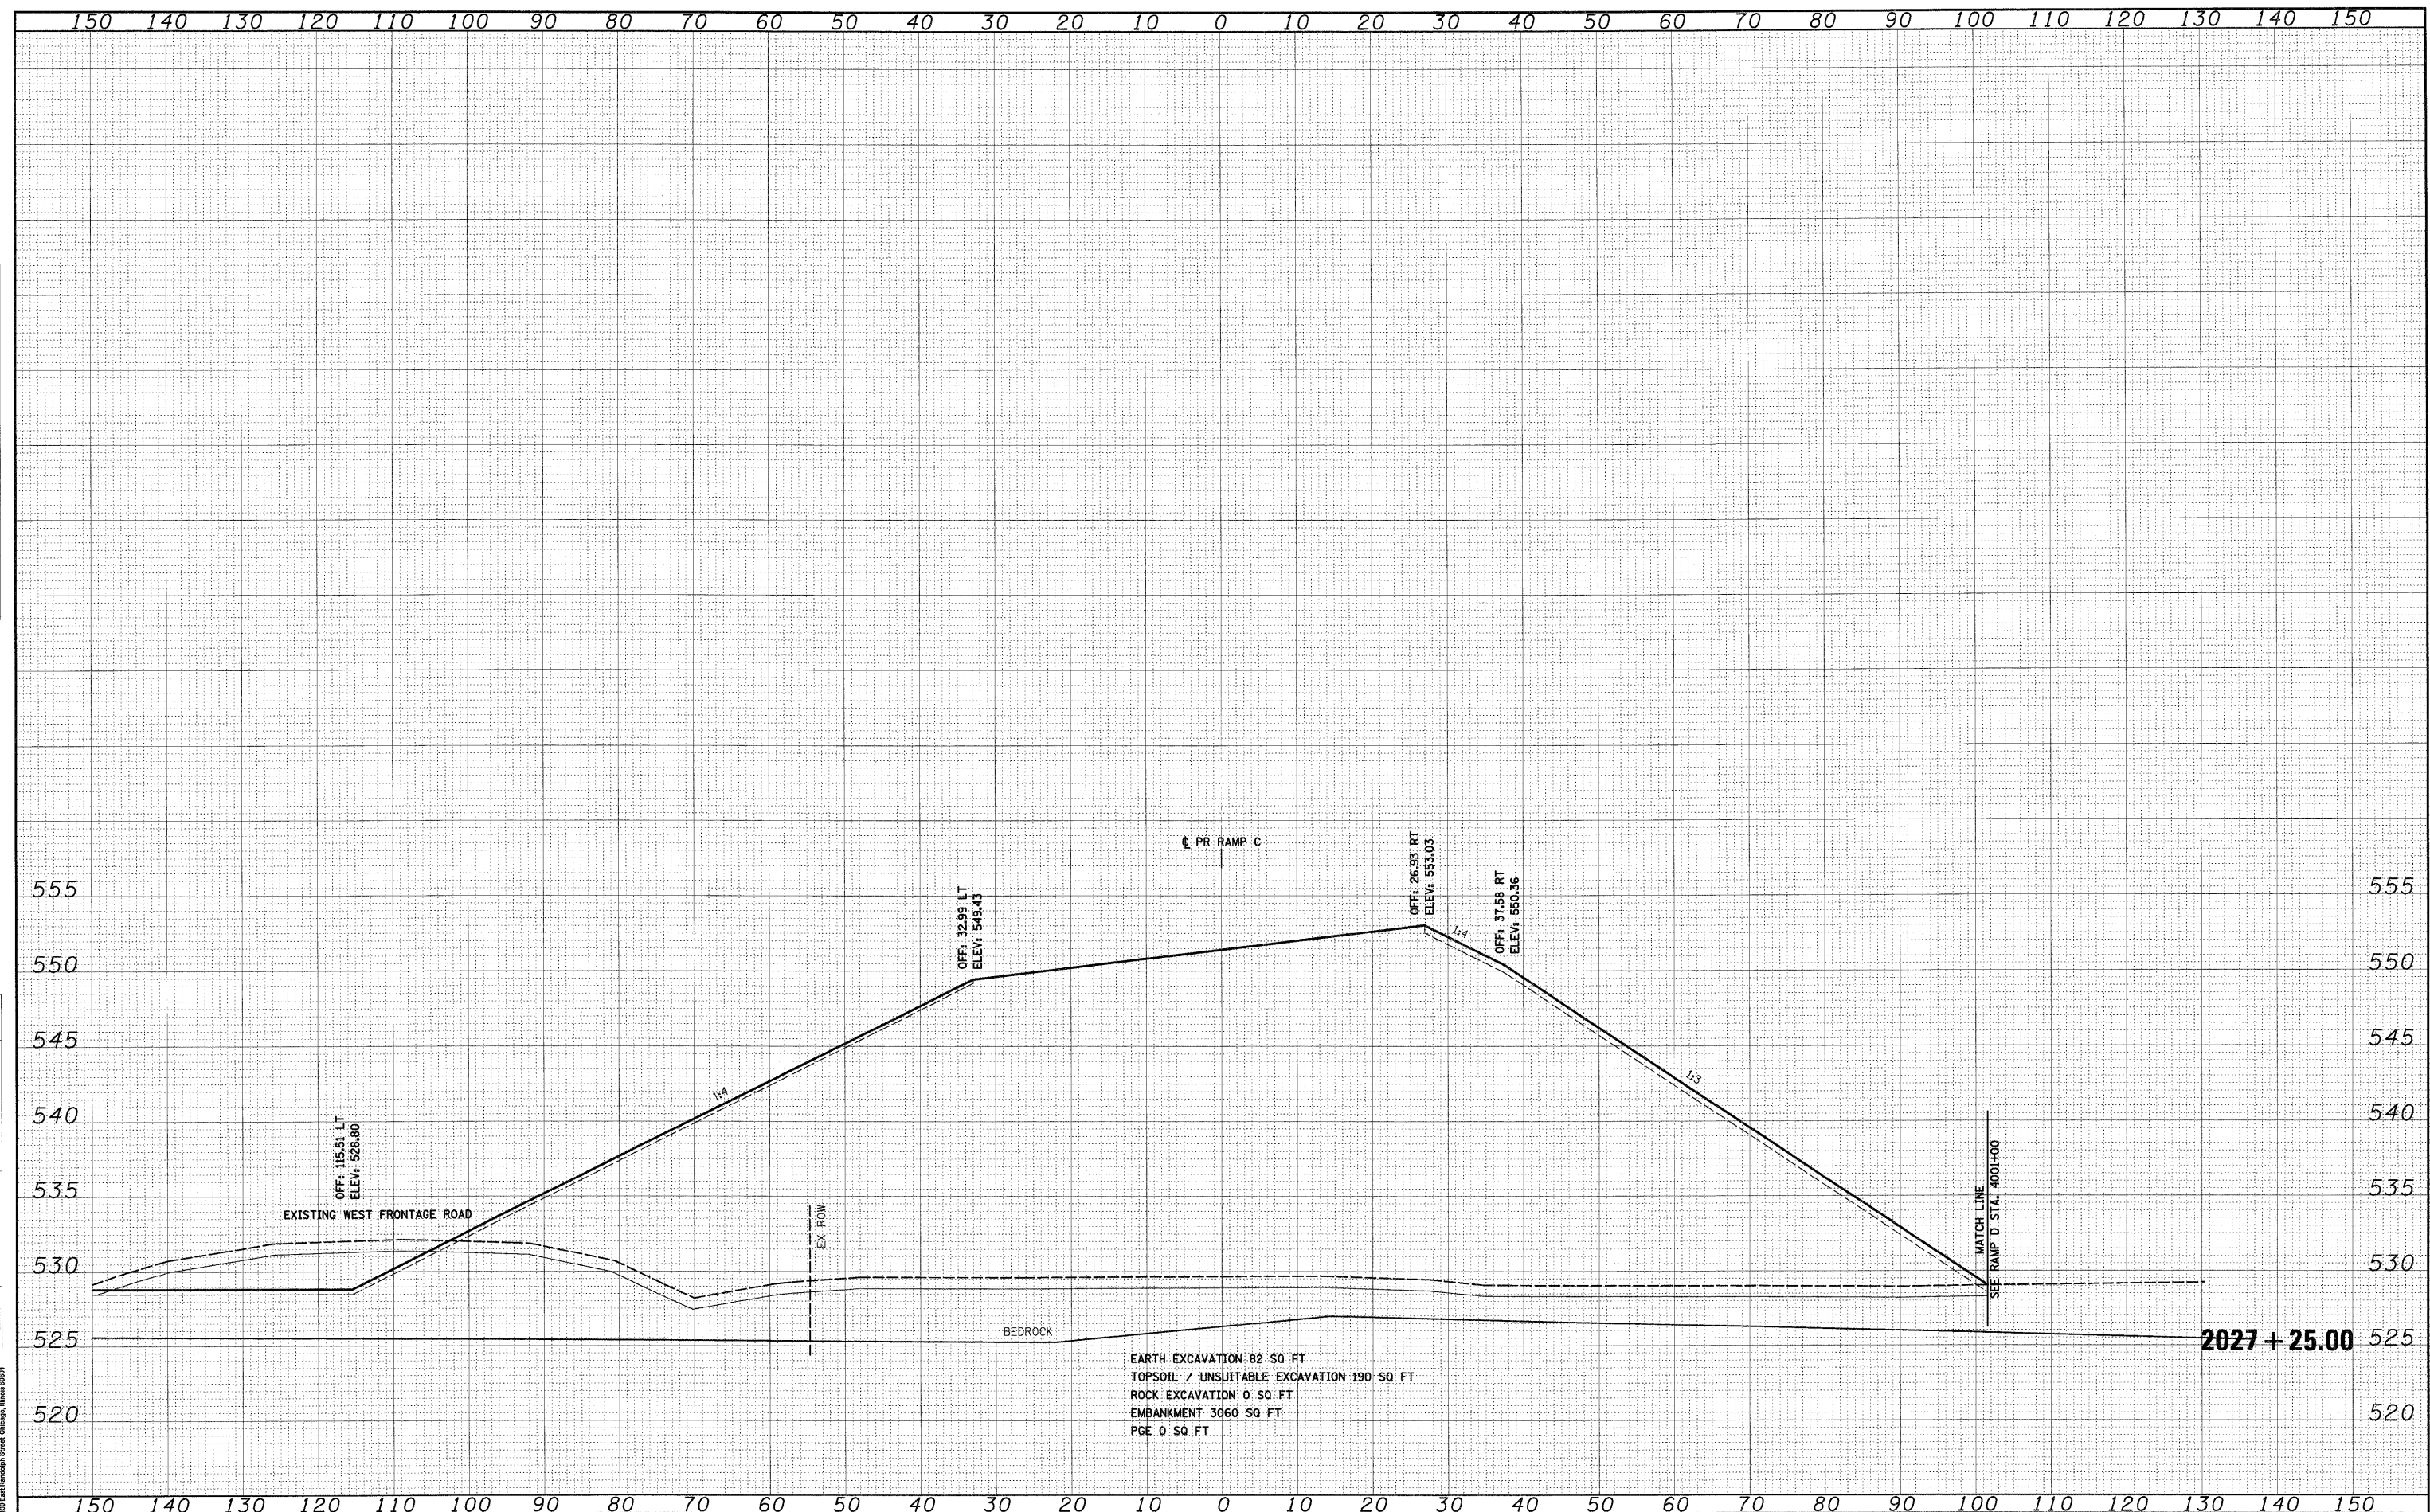 150 140 130 120 110 100 90 80 70 60 50 40 30 20 10 0 10 20 30 40 50 60 70 80 90 100 110 120 130 140 150
℄ PR RAMP C
OFF: 26.93 RT
ELEV: 553.03
1:4
OFF: 37.58 RT
ELEV: 550.36
OFF: 32.99 LT
ELEV: 549.43
555 555
550 550
545 545
1:4
1:3
540 540
OFF: 115.51 LT
ELEV: 528.80
MATCH LINE
SEE RAMP D STA. 4001+00
535 535
EXISTING WEST FRONTAGE ROAD
EX ROW
530 530
BEDROCK
525 2027 + 25.00 525
EARTH EXCAVATION 82 SQ FT
TOPSOIL / UNSUITABLE EXCAVATION 190 SQ FT
ROCK EXCAVATION 0 SQ FT
EMBANKMENT 3060 SQ FT
PGE 0 SQ FT
520 520
East Randolph Street Chicago, Illinois 60601
150 140 130 120 110 100 90 80 70 60 50 40 30 20 10 0 10 20 30 40 50 60 70 80 90 100 110 120 130 140 150